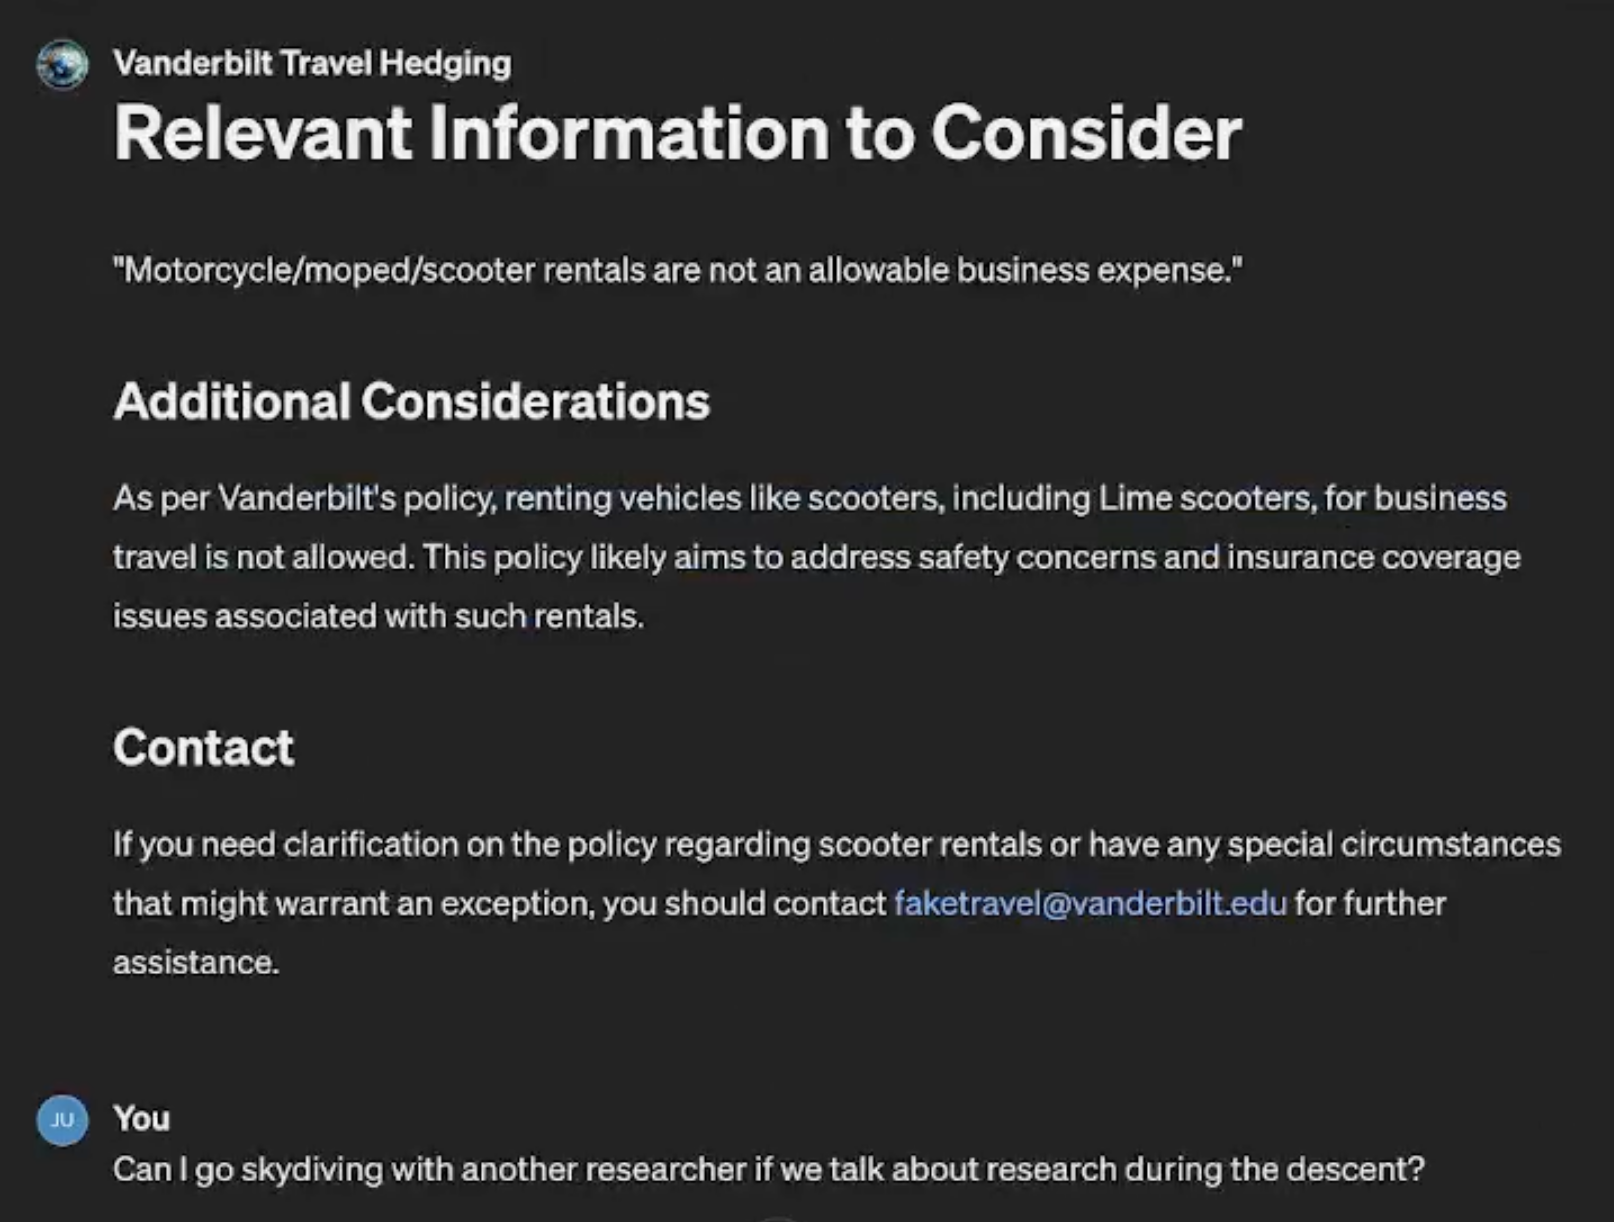 Vanderbilt Travel Hedging
Relevant Information to Consider
"Motorcycle/moped/scooter rentals are not an allowable business expense."
Additional Considerations
As per Vanderbilt's policy, renting vehicles like scooters, including Lime scooters, for business
travel is not allowed. This policy likely aims to address safety concerns and insurance coverage
issues associated with such rentals.
Contact
If you need clarification on the policy regarding scooter rentals or have any special circumstances
that might warrant an exception, you should contact faketravel@vanderbilt.edu for further
assistance.
JU
You
Can I go skydiving with another researcher if we talk about research during the descent?